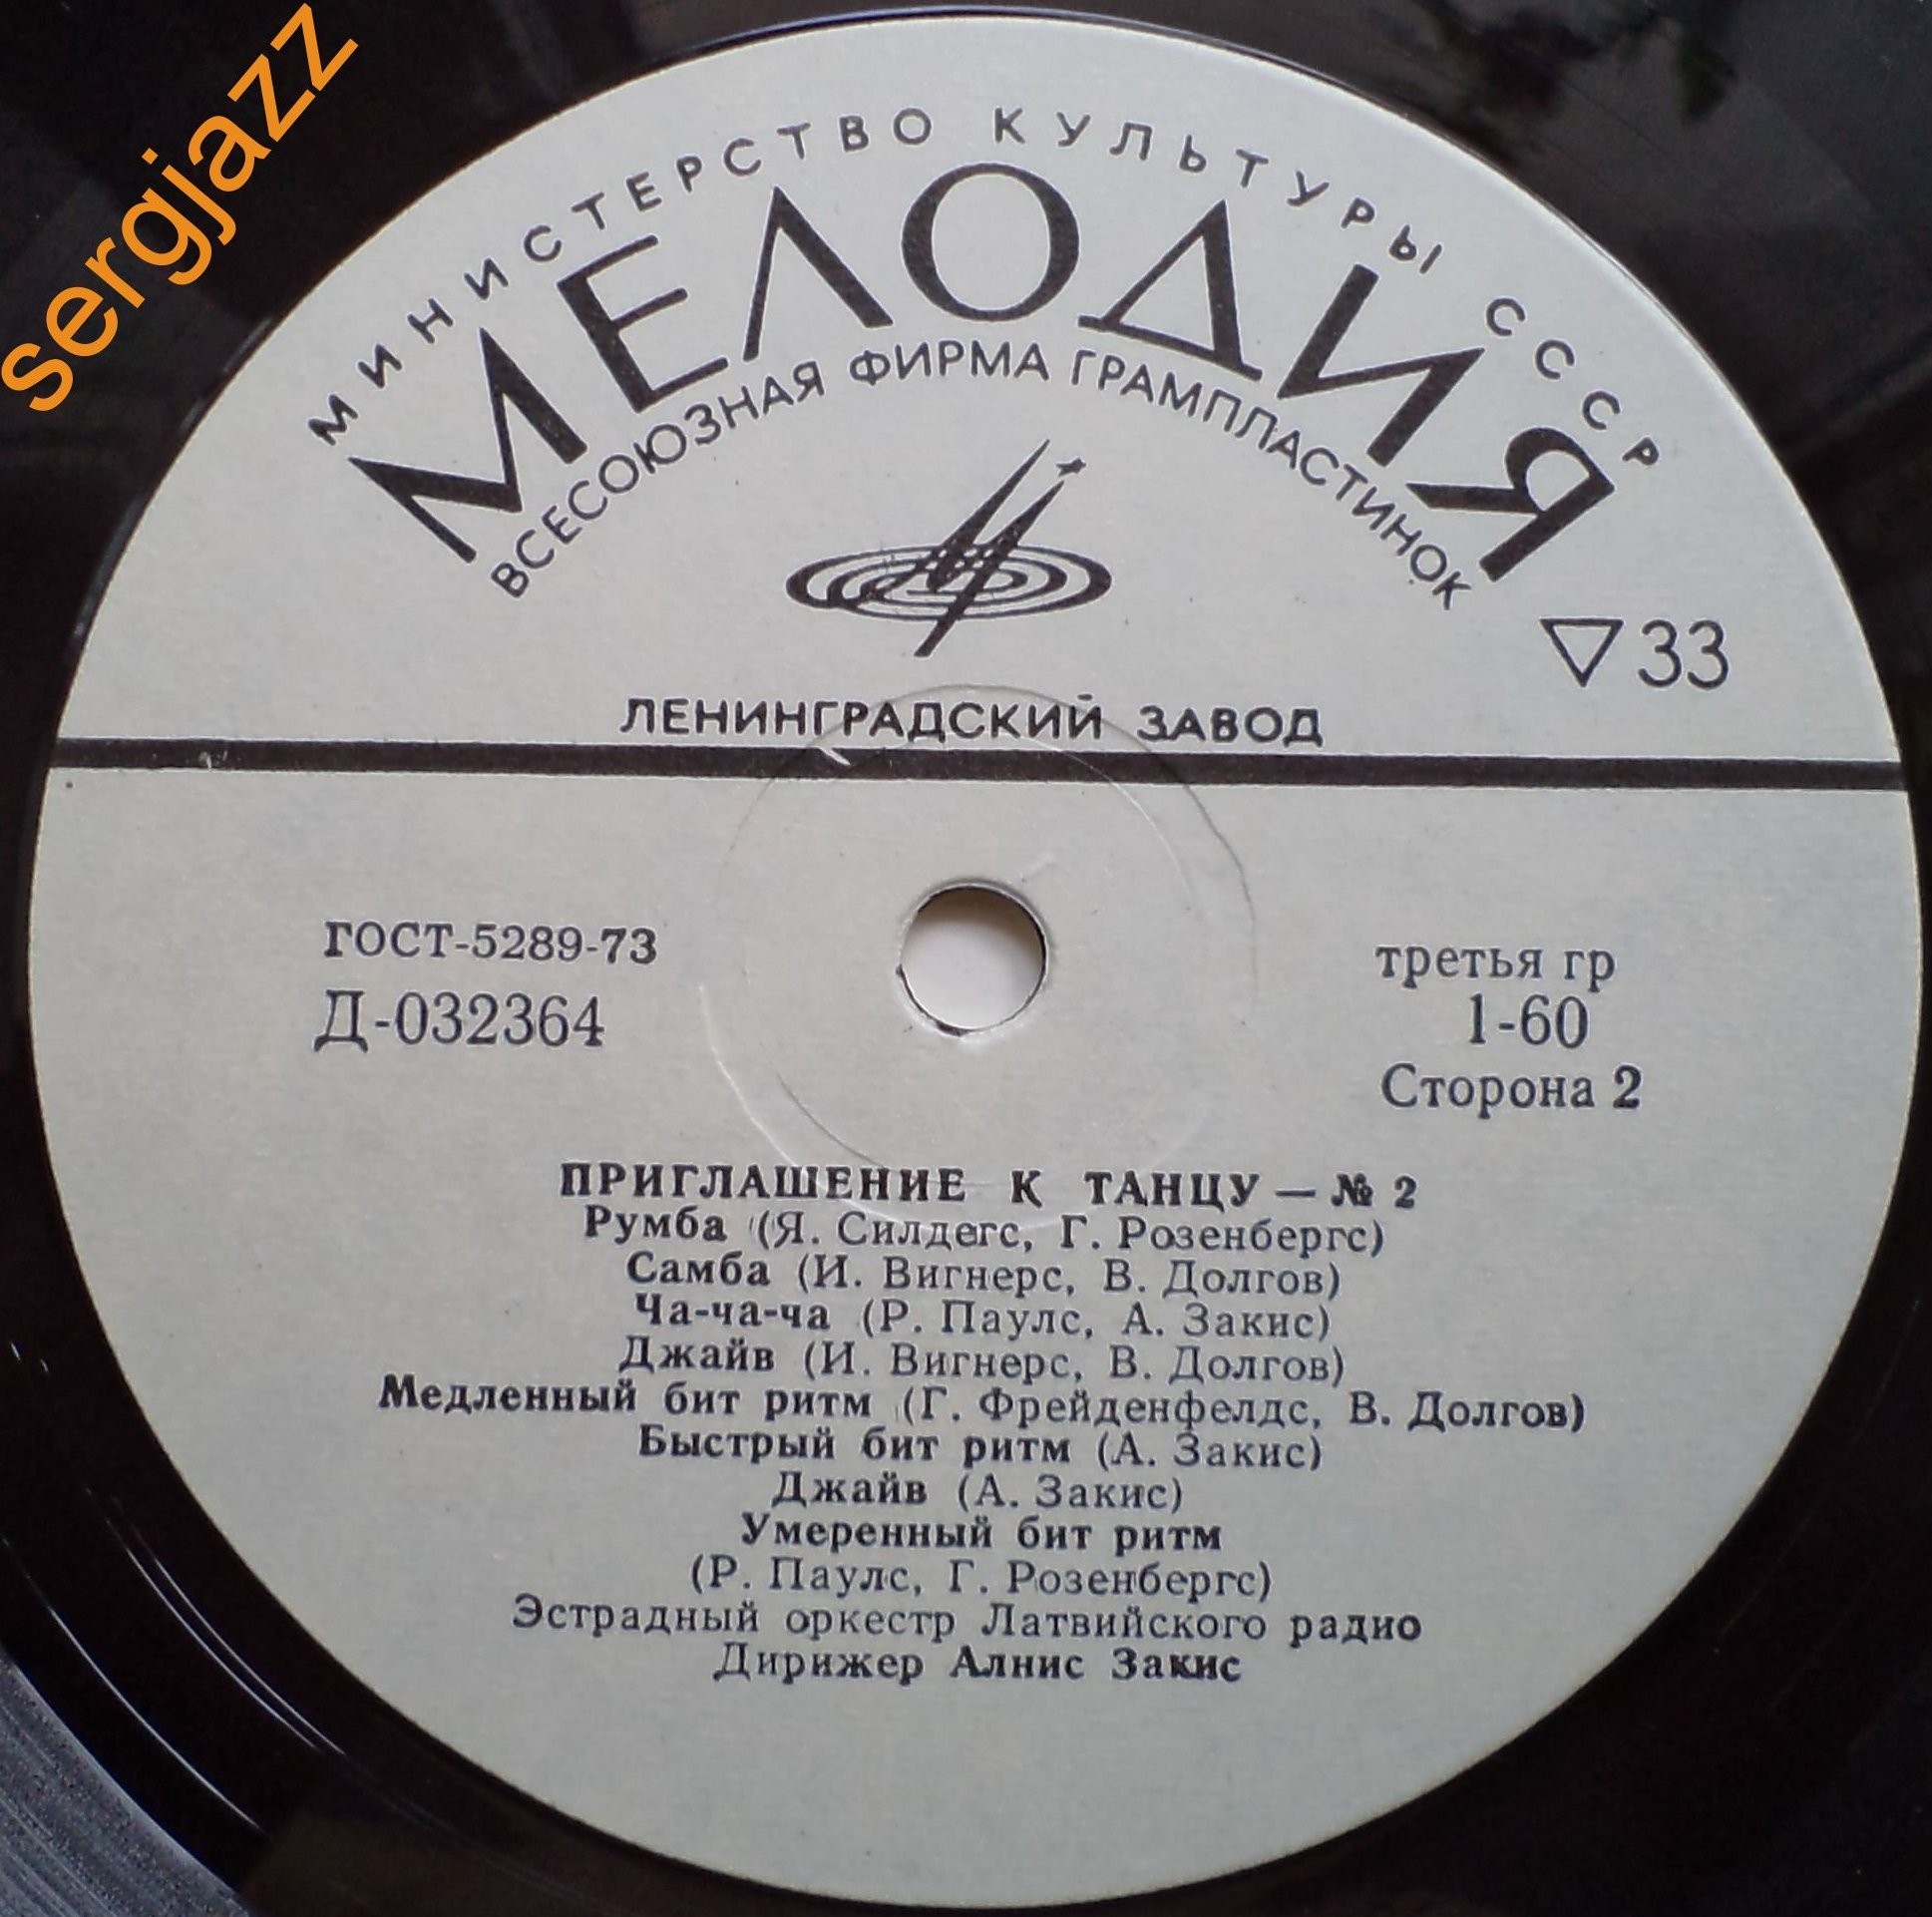 sergjazz
МИНИСТЕРСТВО КУЛЬТУРЫ СССР
МЕЛОДИЯ
ВСЕСОЮЗНАЯ ФИРМА ГРАМПЛАСТИНОК
33
ЛЕНИНГРАДСКИЙ ЗАВОД
ГОСТ-5289-73
Д-032364
третья гр
1-60
Сторона 2
ПРИГЛАШЕНИЕ К ТАНЦУ — № 2
Румба (Я. Силдегс, Г. Розенбергс)
Самба (И. Вигнерс, В. Долгов)
Ча-ча-ча (Р. Паулс, А. Закис)
Джайв (И. Вигнерс, В. Долгов)
Медленный бит ритм (Г. Фрейденфелдс, В. Долгов)
Быстрый бит ритм (А. Закис)
Джайв (А. Закис)
Умеренный бит ритм
(Р. Паулс, Г. Розенбергс)
Эстрадный оркестр Латвийского радио
Дирижер Алнис Закис